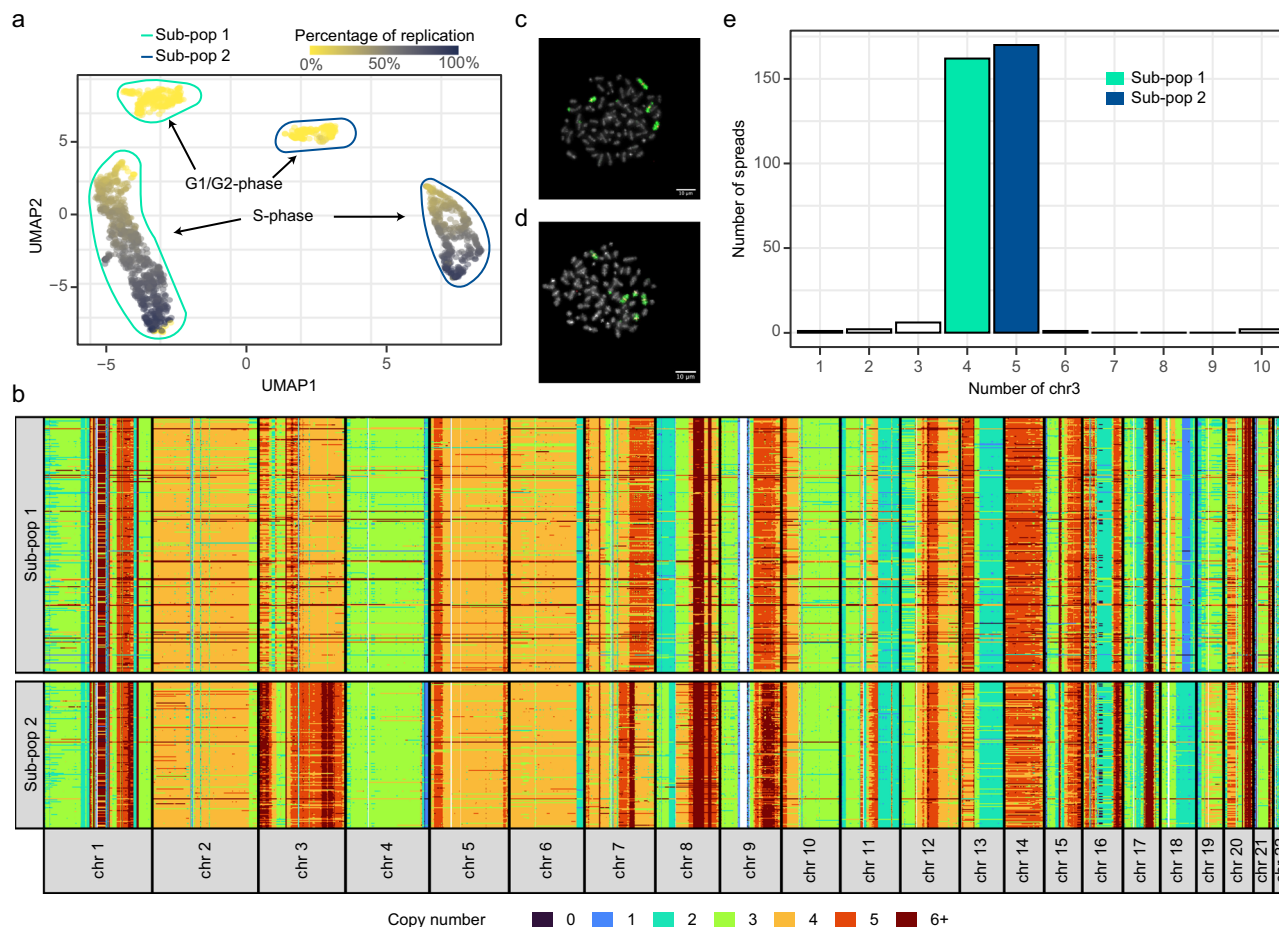 a
Sub-pop 1
Sub-pop 2
Percentage of replication
0% 50% 100%
G1/G2-phase
S-phase
UMAP2
5
0
−5
−5 0 5
UMAP1
c
10 µm
d
10 µm
e
Number of spreads
150
100
50
0
Sub-pop 1
Sub-pop 2
1 2 3 4 5 6 7 8 9 10
Number of chr3
b
Sub-pop 1
Sub-pop 2
chr 1 chr 2 chr 3 chr 4 chr 5 chr 6 chr 7 chr 8 chr 9 chr 10 chr 11 chr 12 chr 13 chr 14 chr 15 chr 16 chr 17 chr 18 chr 19 chr 20 chr 21
Copy number 0 1 2 3 4 5 6+